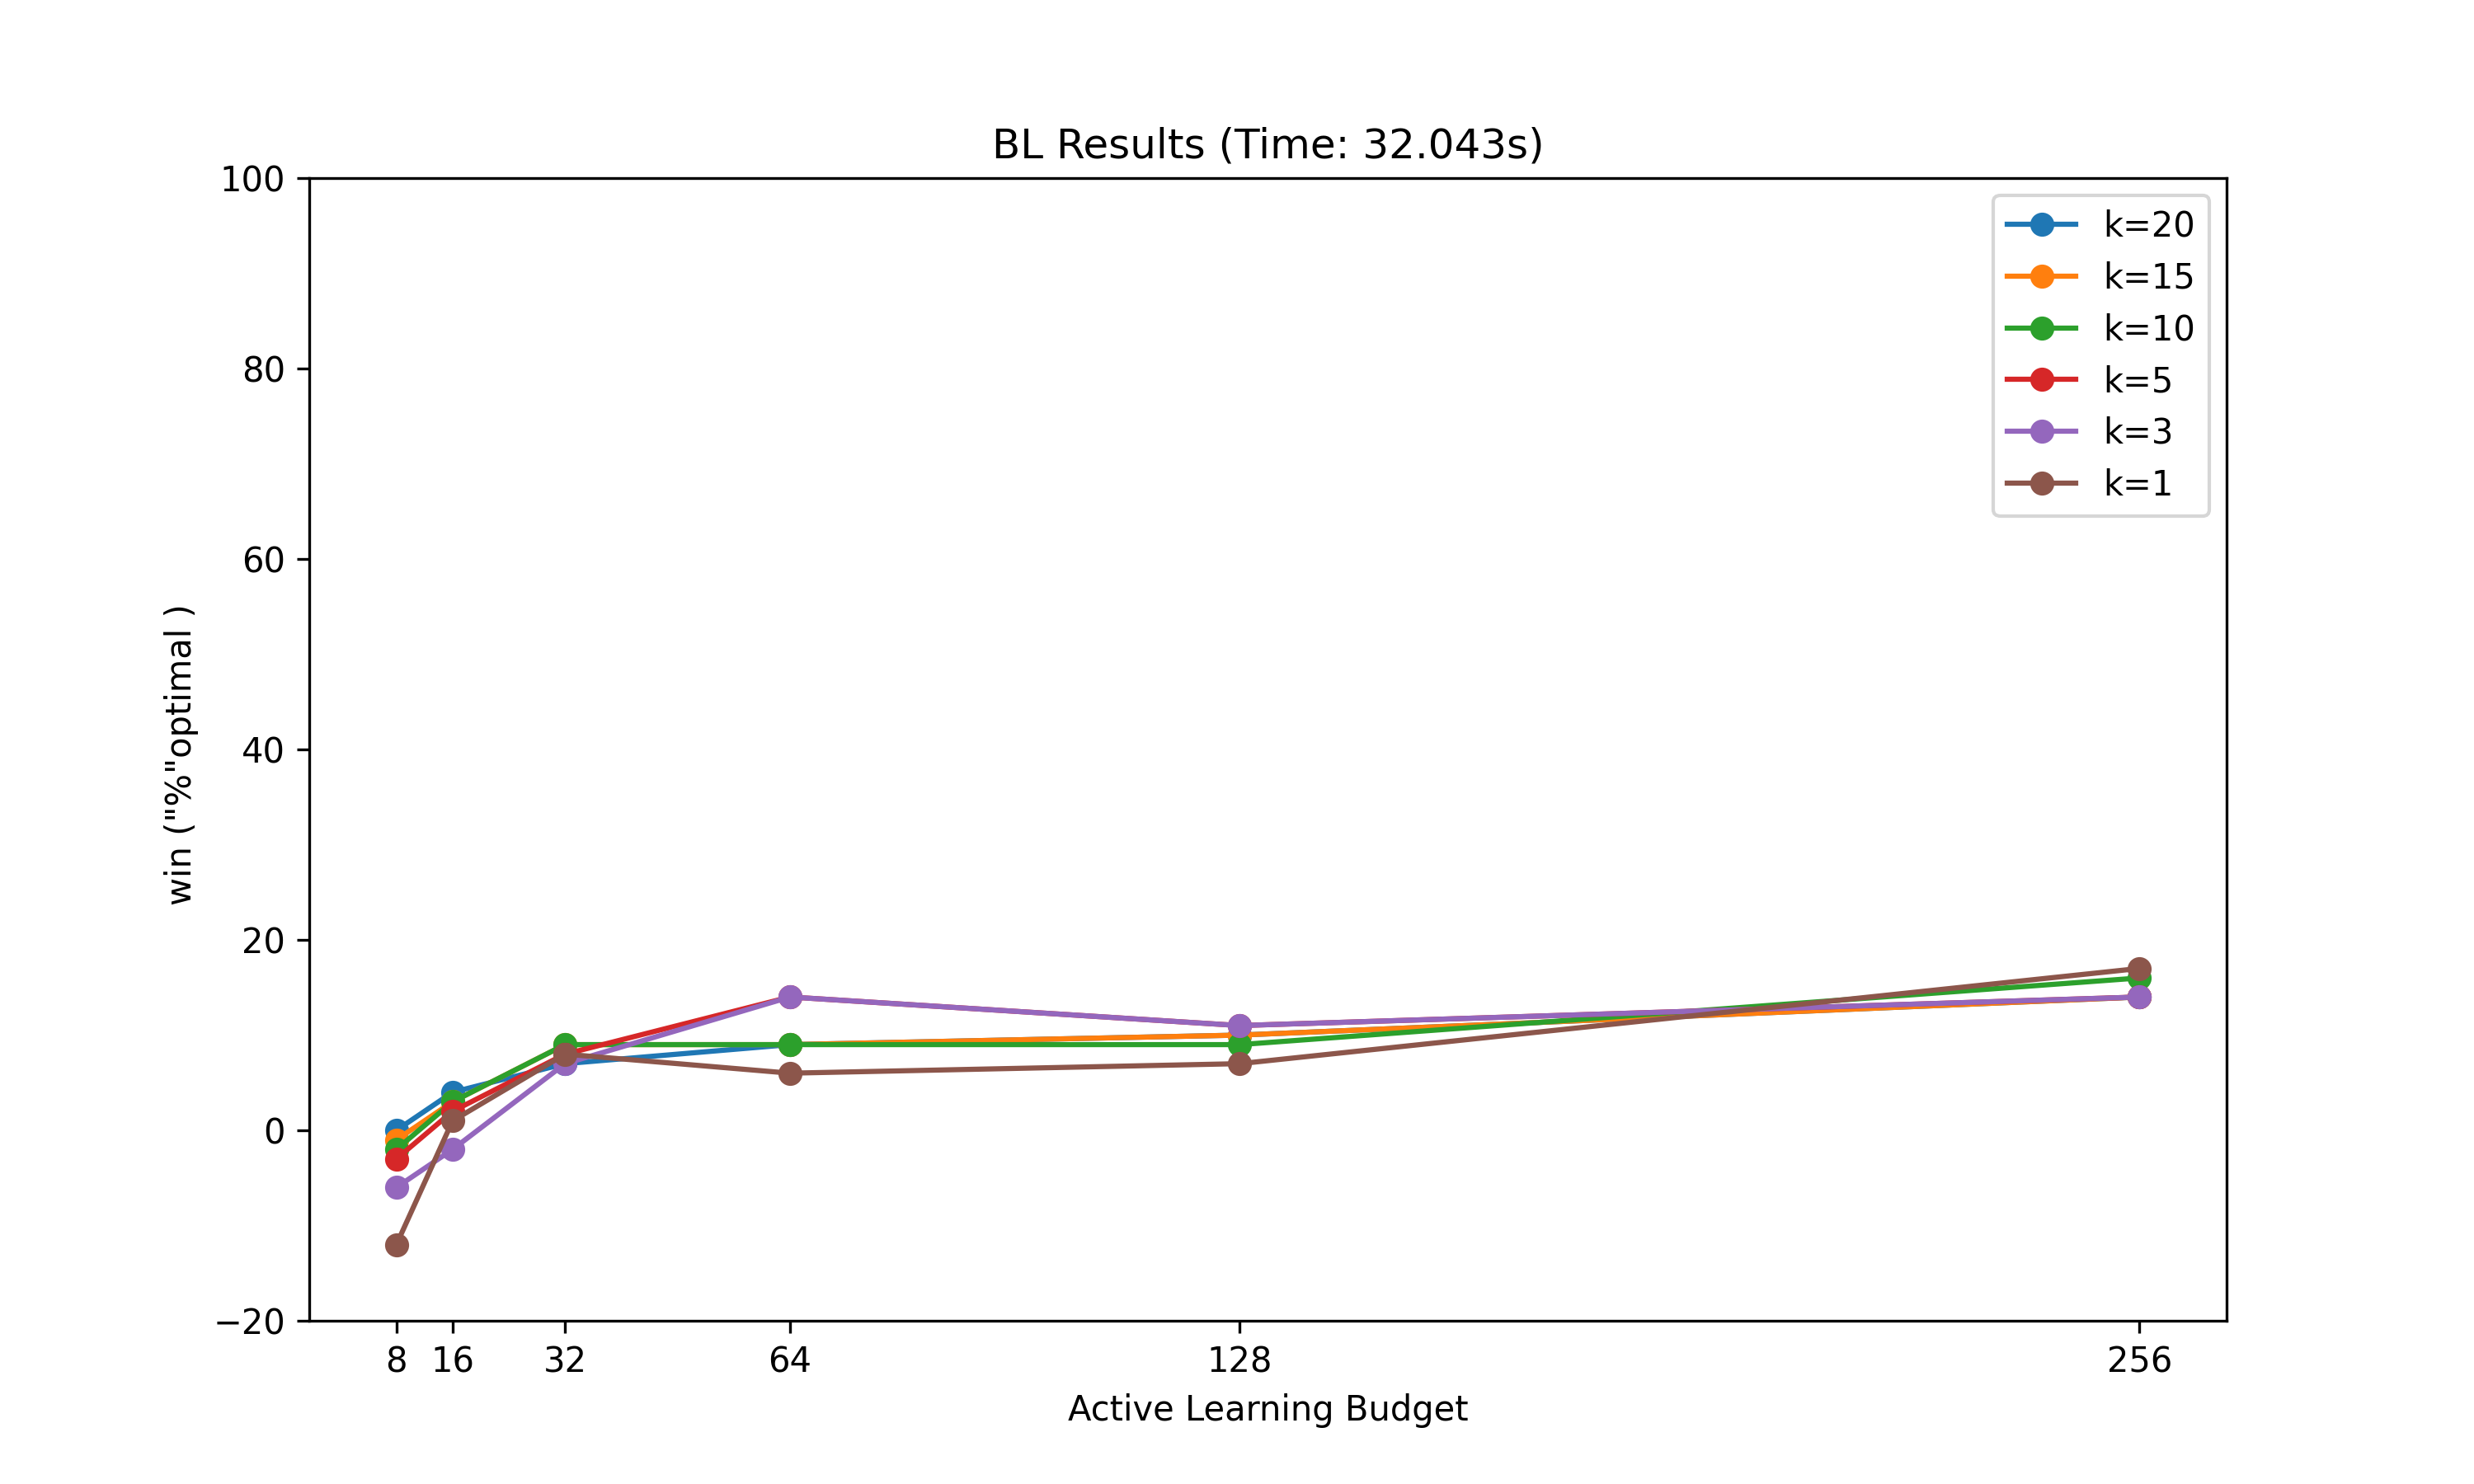 BL Results (Time: 32.043s)
100
80
60
40
20
0
−20
win ("%"optimal )
k=20
k=15
k=10
k=5
k=3
k=1
8 16 32 64 128 256
Active Learning Budget